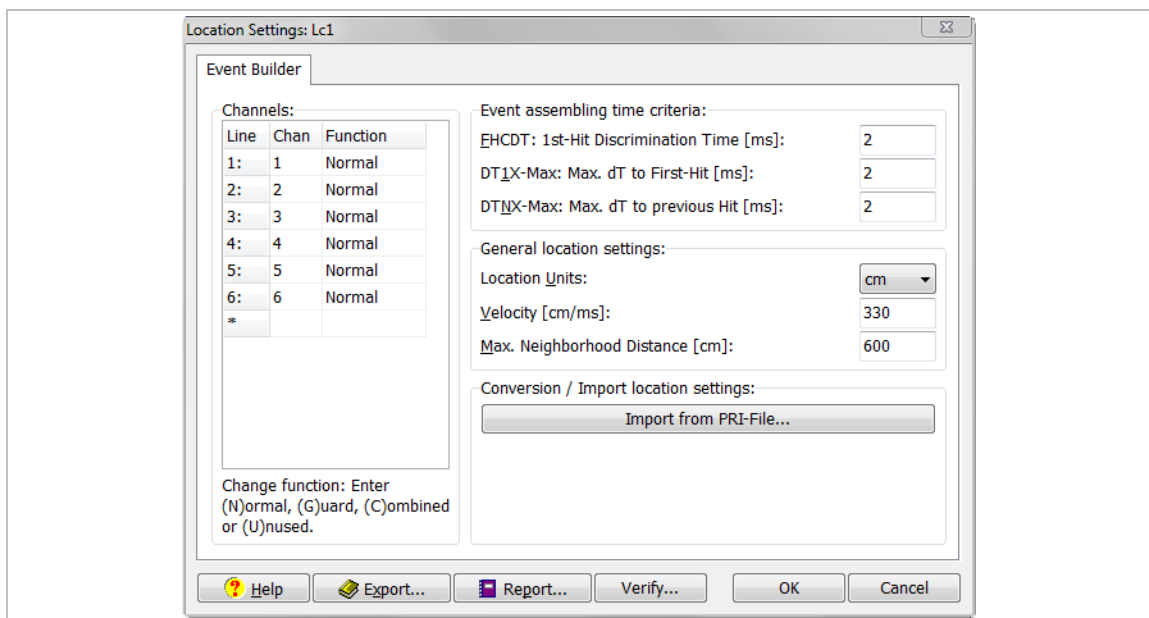 Location Settings: Lc1
Event Builder
Channels:
Line Chan Function
1: 1 Normal
2: 2 Normal
3: 3 Normal
4: 4 Normal
5: 5 Normal
6: 6 Normal
*
Change function: Enter
(N)ormal, (G)uard, (C)ombined
or (U)nused.
Event assembling time criteria:
FHCDT: 1st-Hit Discrimination Time [ms]: 2
DT1X-Max: Max. dT to First-Hit [ms]: 2
DTNX-Max: Max. dT to previous Hit [ms]: 2
General location settings:
Location Units: cm
Velocity [cm/ms]: 330
Max. Neighborhood Distance [cm]: 600
Conversion / Import location settings:
Import from PRI-File...
? Help Export... Report... Verify... OK Cancel